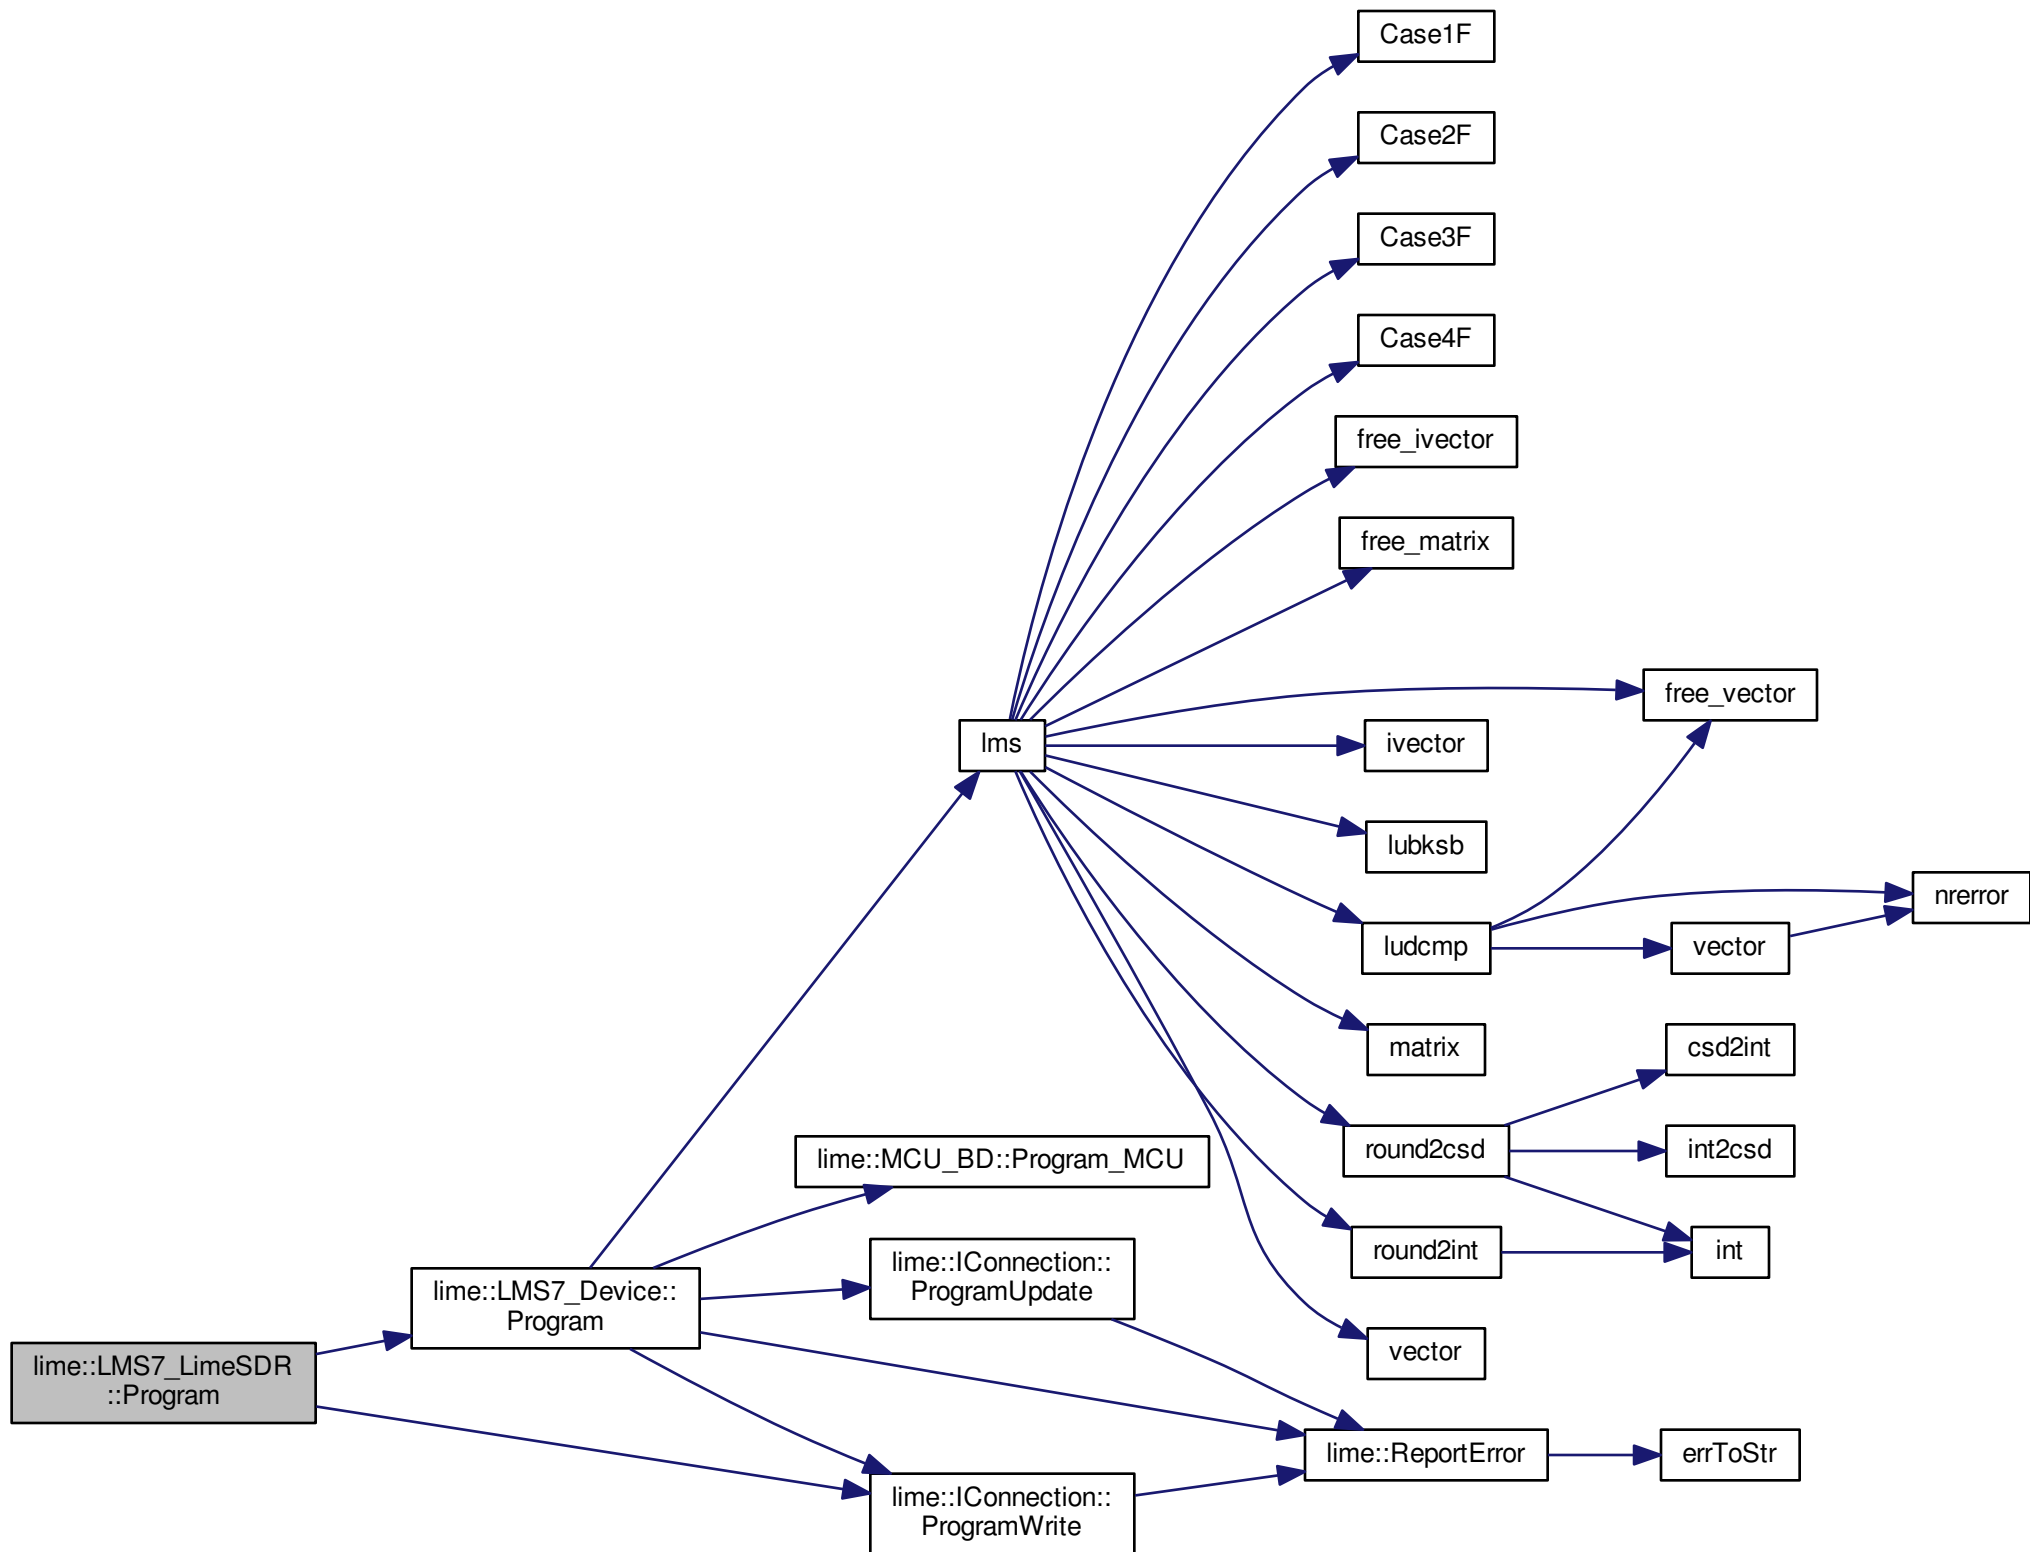 Case1F
Case2F
Case3F
Case4F
free_ivector
free_matrix
free_vector
lms
ivector
lubksb
nrerror
ludcmp
vector
matrix
csd2int
lime::MCU_BD::Program_MCU
round2csd
int2csd
lime::IConnection::
ProgramUpdate
round2int
int
lime::LMS7_Device::
Program
vector
lime::LMS7_LimeSDR
::Program
lime::ReportError
errToStr
lime::IConnection::
ProgramWrite